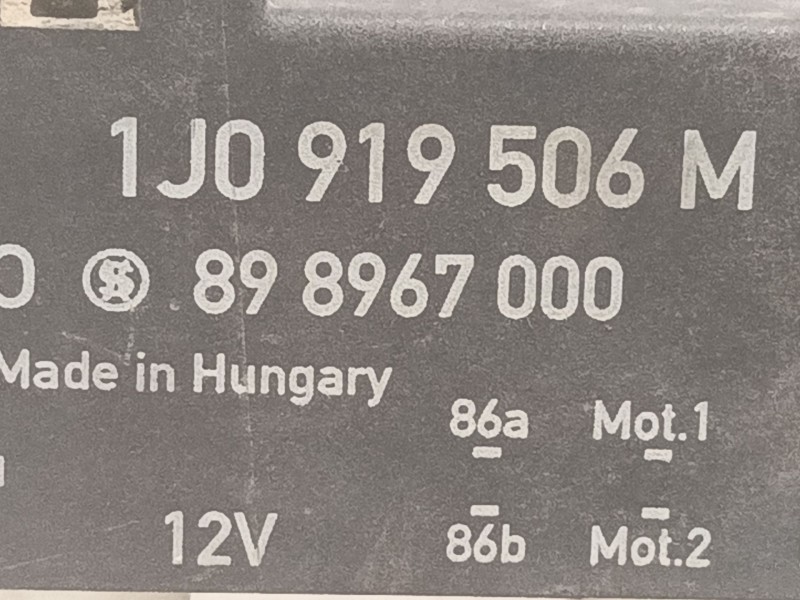 1J0 919 506 M
O 89 8967 000
Made in Hungary
86a Mot.1
12V 86b Mot.2